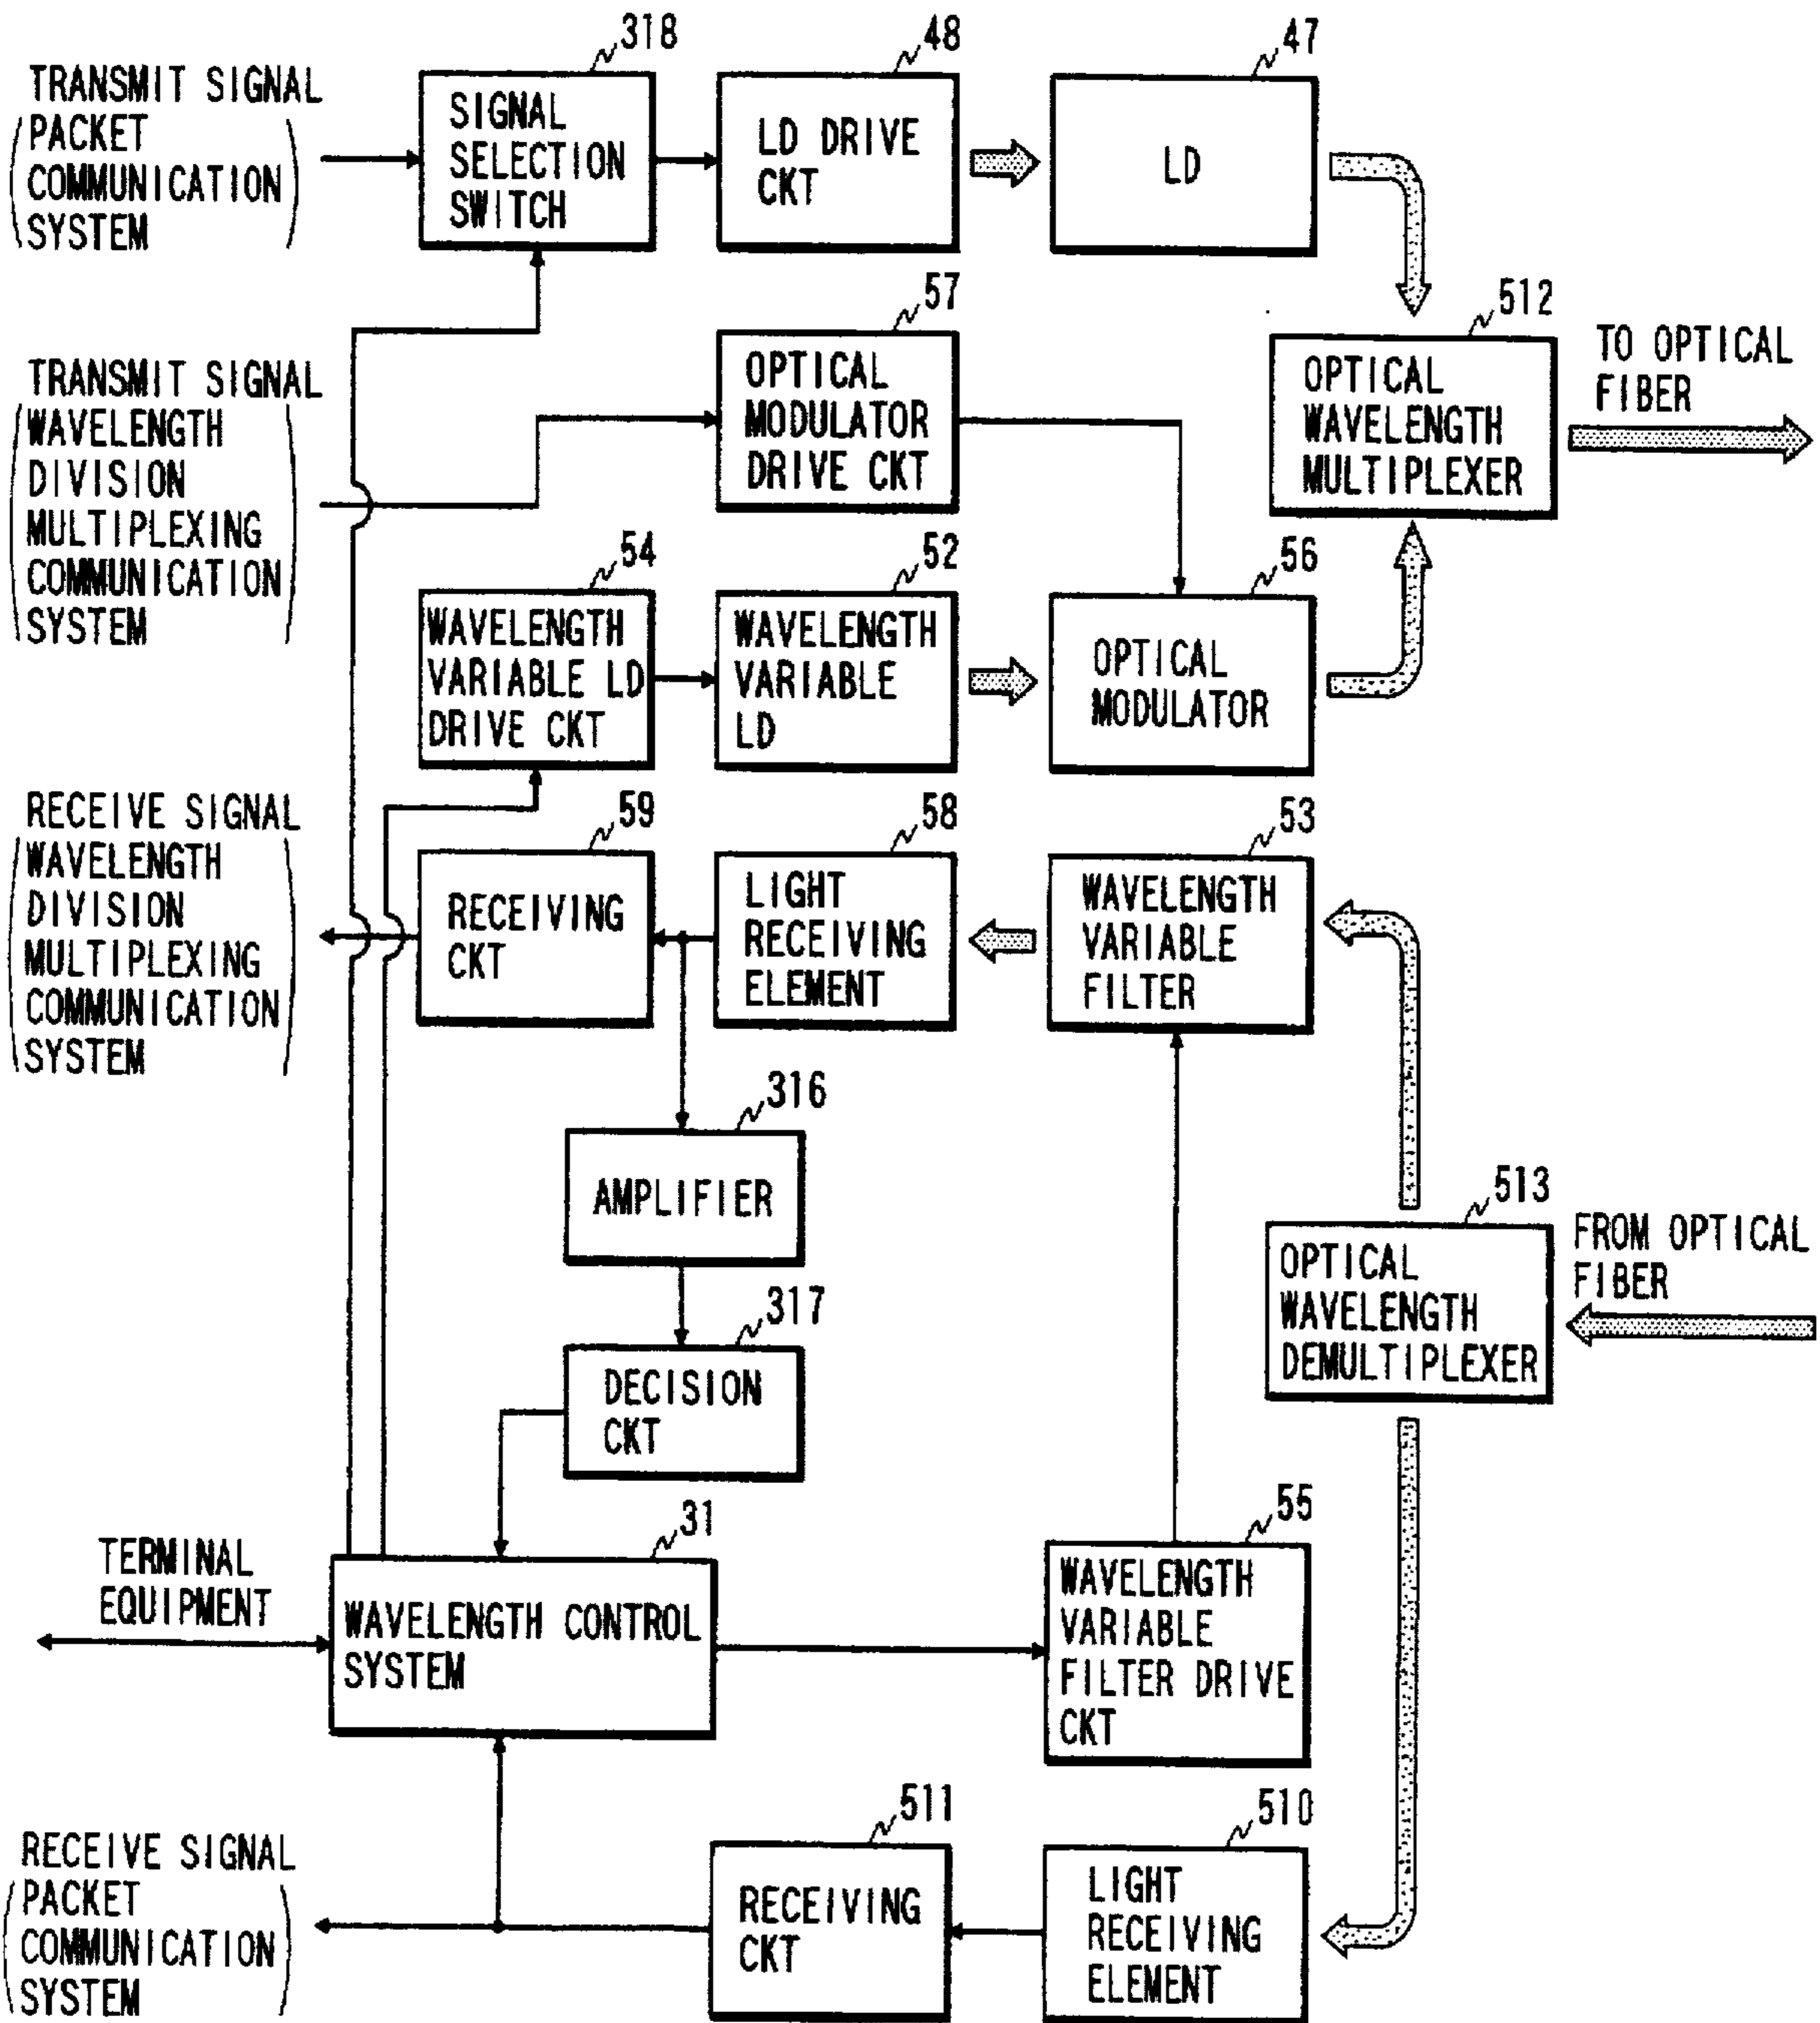 318
48
47
TRANSMIT SIGNAL
PACKET
COMMUNICATION
SYSTEM
SIGNAL
SELECTION
SWITCH
LD DRIVE
CKT
LD
57
512
TRANSMIT SIGNAL
WAVELENGTH
DIVISION
MULTIPLEXING
COMMUNICATION
SYSTEM
OPTICAL
MODULATOR
DRIVE CKT
OPTICAL
WAVELENGTH
MULTIPLEXER
TO OPTICAL
FIBER
54
52
56
WAVELENGTH
VARIABLE LD
DRIVE CKT
WAVELENGTH
VARIABLE
LD
OPTICAL
MODULATOR
RECEIVE SIGNAL
WAVELENGTH
DIVISION
MULTIPLEXING
COMMUNICATION
SYSTEM
59
58
53
RECEIVING
CKT
LIGHT
RECEIVING
ELEMENT
WAVELENGTH
VARIABLE
FILTER
316
AMPLIFIER
513
OPTICAL
WAVELENGTH
DEMULTIPLEXER
FROM OPTICAL
FIBER
317
DECISION
CKT
31
55
TERMINAL
EQUIPMENT
WAVELENGTH CONTROL
SYSTEM
WAVELENGTH
VARIABLE
FILTER DRIVE
CKT
511
510
RECEIVE SIGNAL
PACKET
COMMUNICATION
SYSTEM
RECEIVING
CKT
LIGHT
RECEIVING
ELEMENT